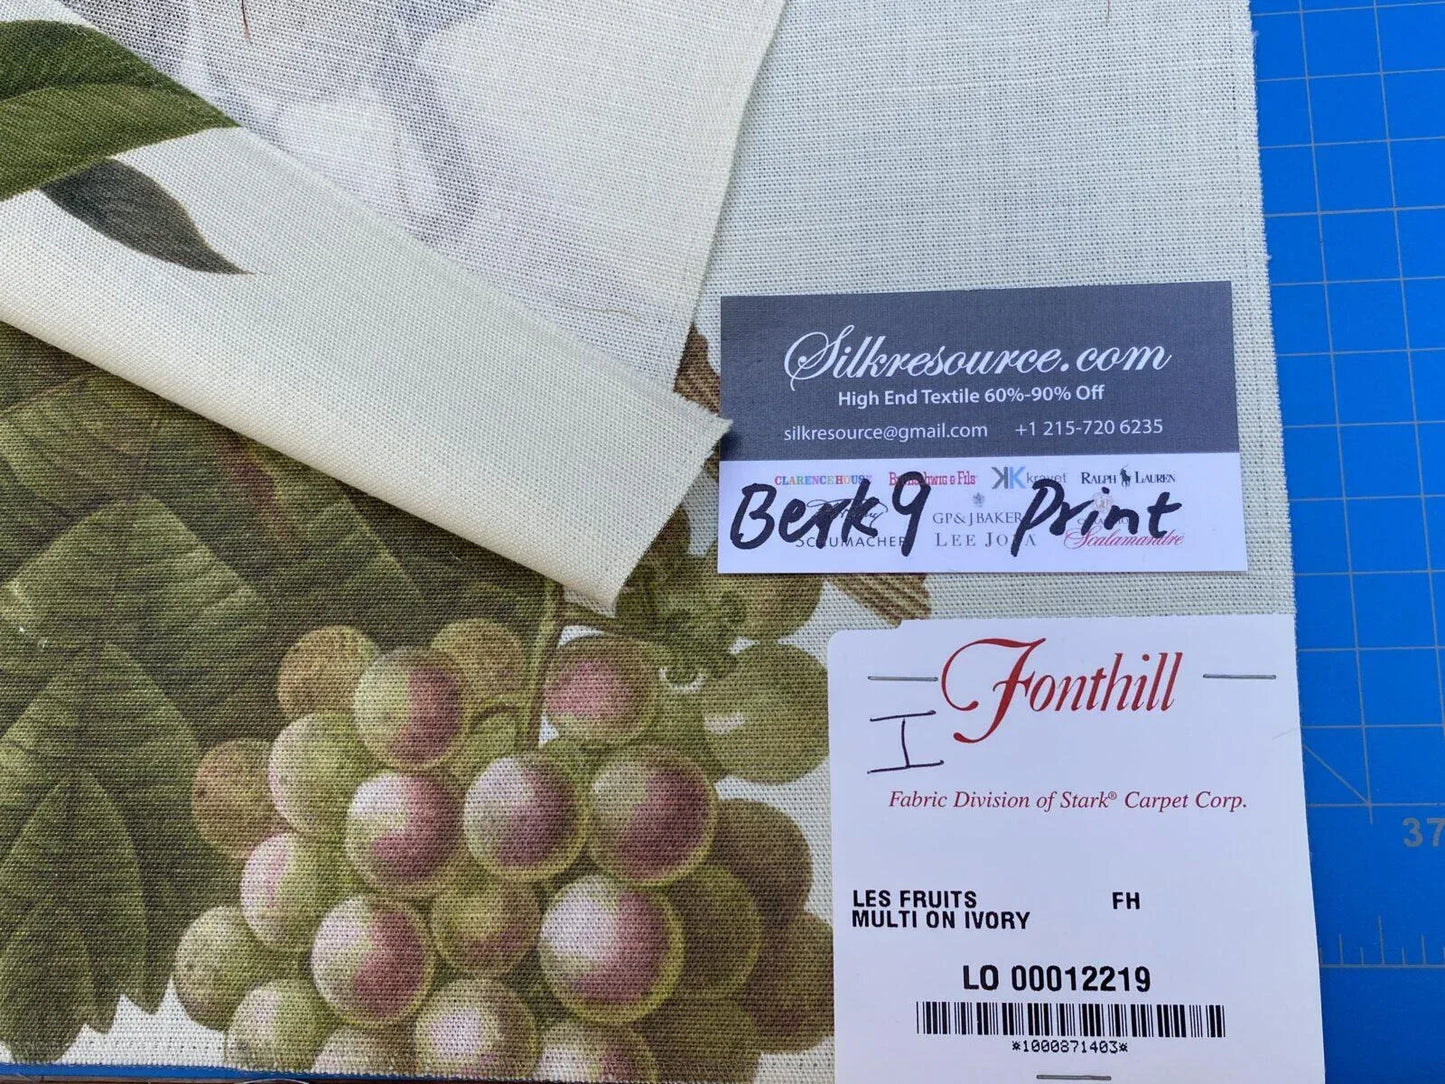 Silkresource.com
High End Textile 60%-90% Off
silkresource@gmail.com +1 215-720 6235
CLARENCE HOUSE kravet RALPH LAUREN
Berk9 Print
GP & J BAKER
SCHUMACHER LEE JOFA Scalamandre
Fonthill
I
Fabric Division of Stark® Carpet Corp.
LES FRUITS FH
MULTI ON IVORY
LO 00012219
*1000871403*
37